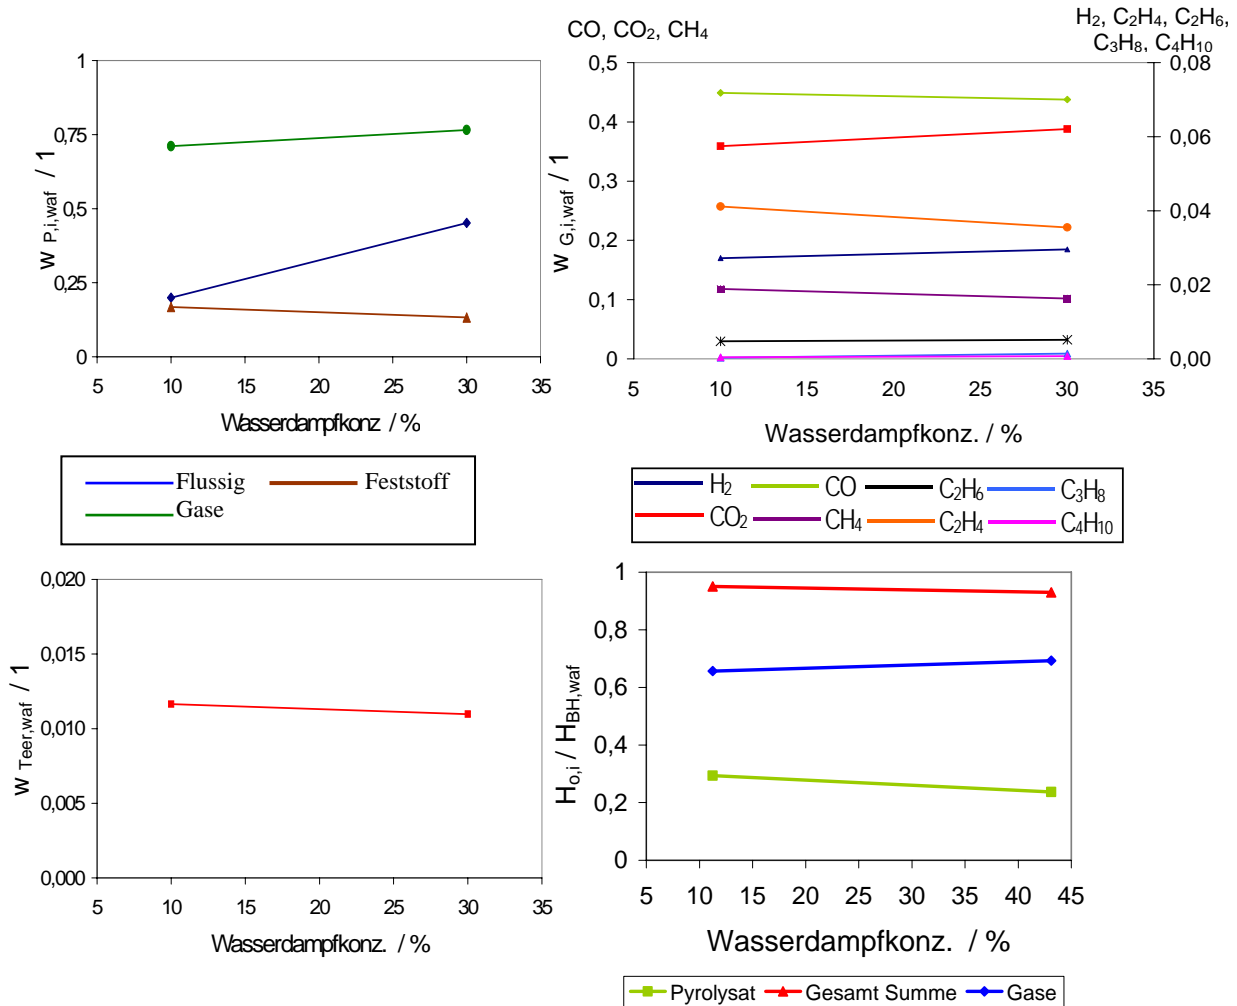 CO, CO₂, CH₄
H₂, C₂H₄, C₂H₆,
C₃H₈, C₄H₁₀
1
0,75
0,5
0,25
0
w P,i,waf / 1
5 10 15 20 25 30 35
Wasserdampfkonz / %
Flussig Feststoff
Gase
0,5
0,4
0,3
0,2
0,1
0
w G,i,waf / 1
0,08
0,06
0,04
0,02
0,00
5 10 15 20 25 30 35
Wasserdampfkonz. / %
H₂ CO C₂H₆ C₃H₈
CO₂ CH₄ C₂H₄ C₄H₁₀
0,020
0,015
0,010
0,005
0,000
w Teer,waf / 1
5 10 15 20 25 30 35
Wasserdampfkonz. / %
1
0,8
0,6
0,4
0,2
0
H₀,ᵢ / H BH,waf
5 10 15 20 25 30 35 40 45
Wasserdampfkonz. / %
Pyrolysat Gesamt Summe Gase